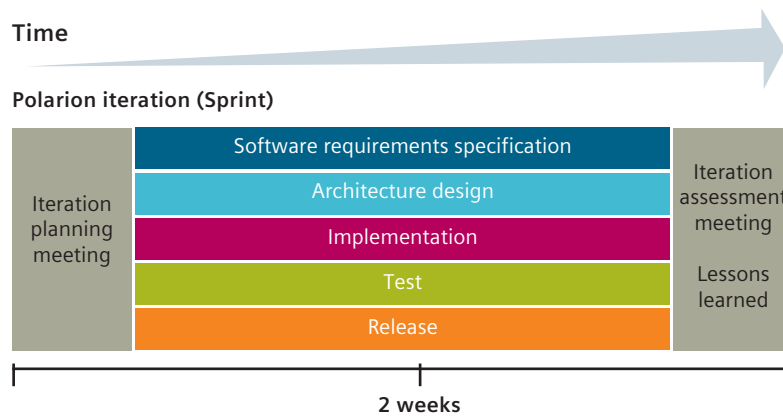 Time
Polarion iteration (Sprint)
Iteration
planning
meeting
Software requirements specification
Architecture design
Implementation
Test
Release
Iteration
assessment
meeting
Lessons
learned
2 weeks